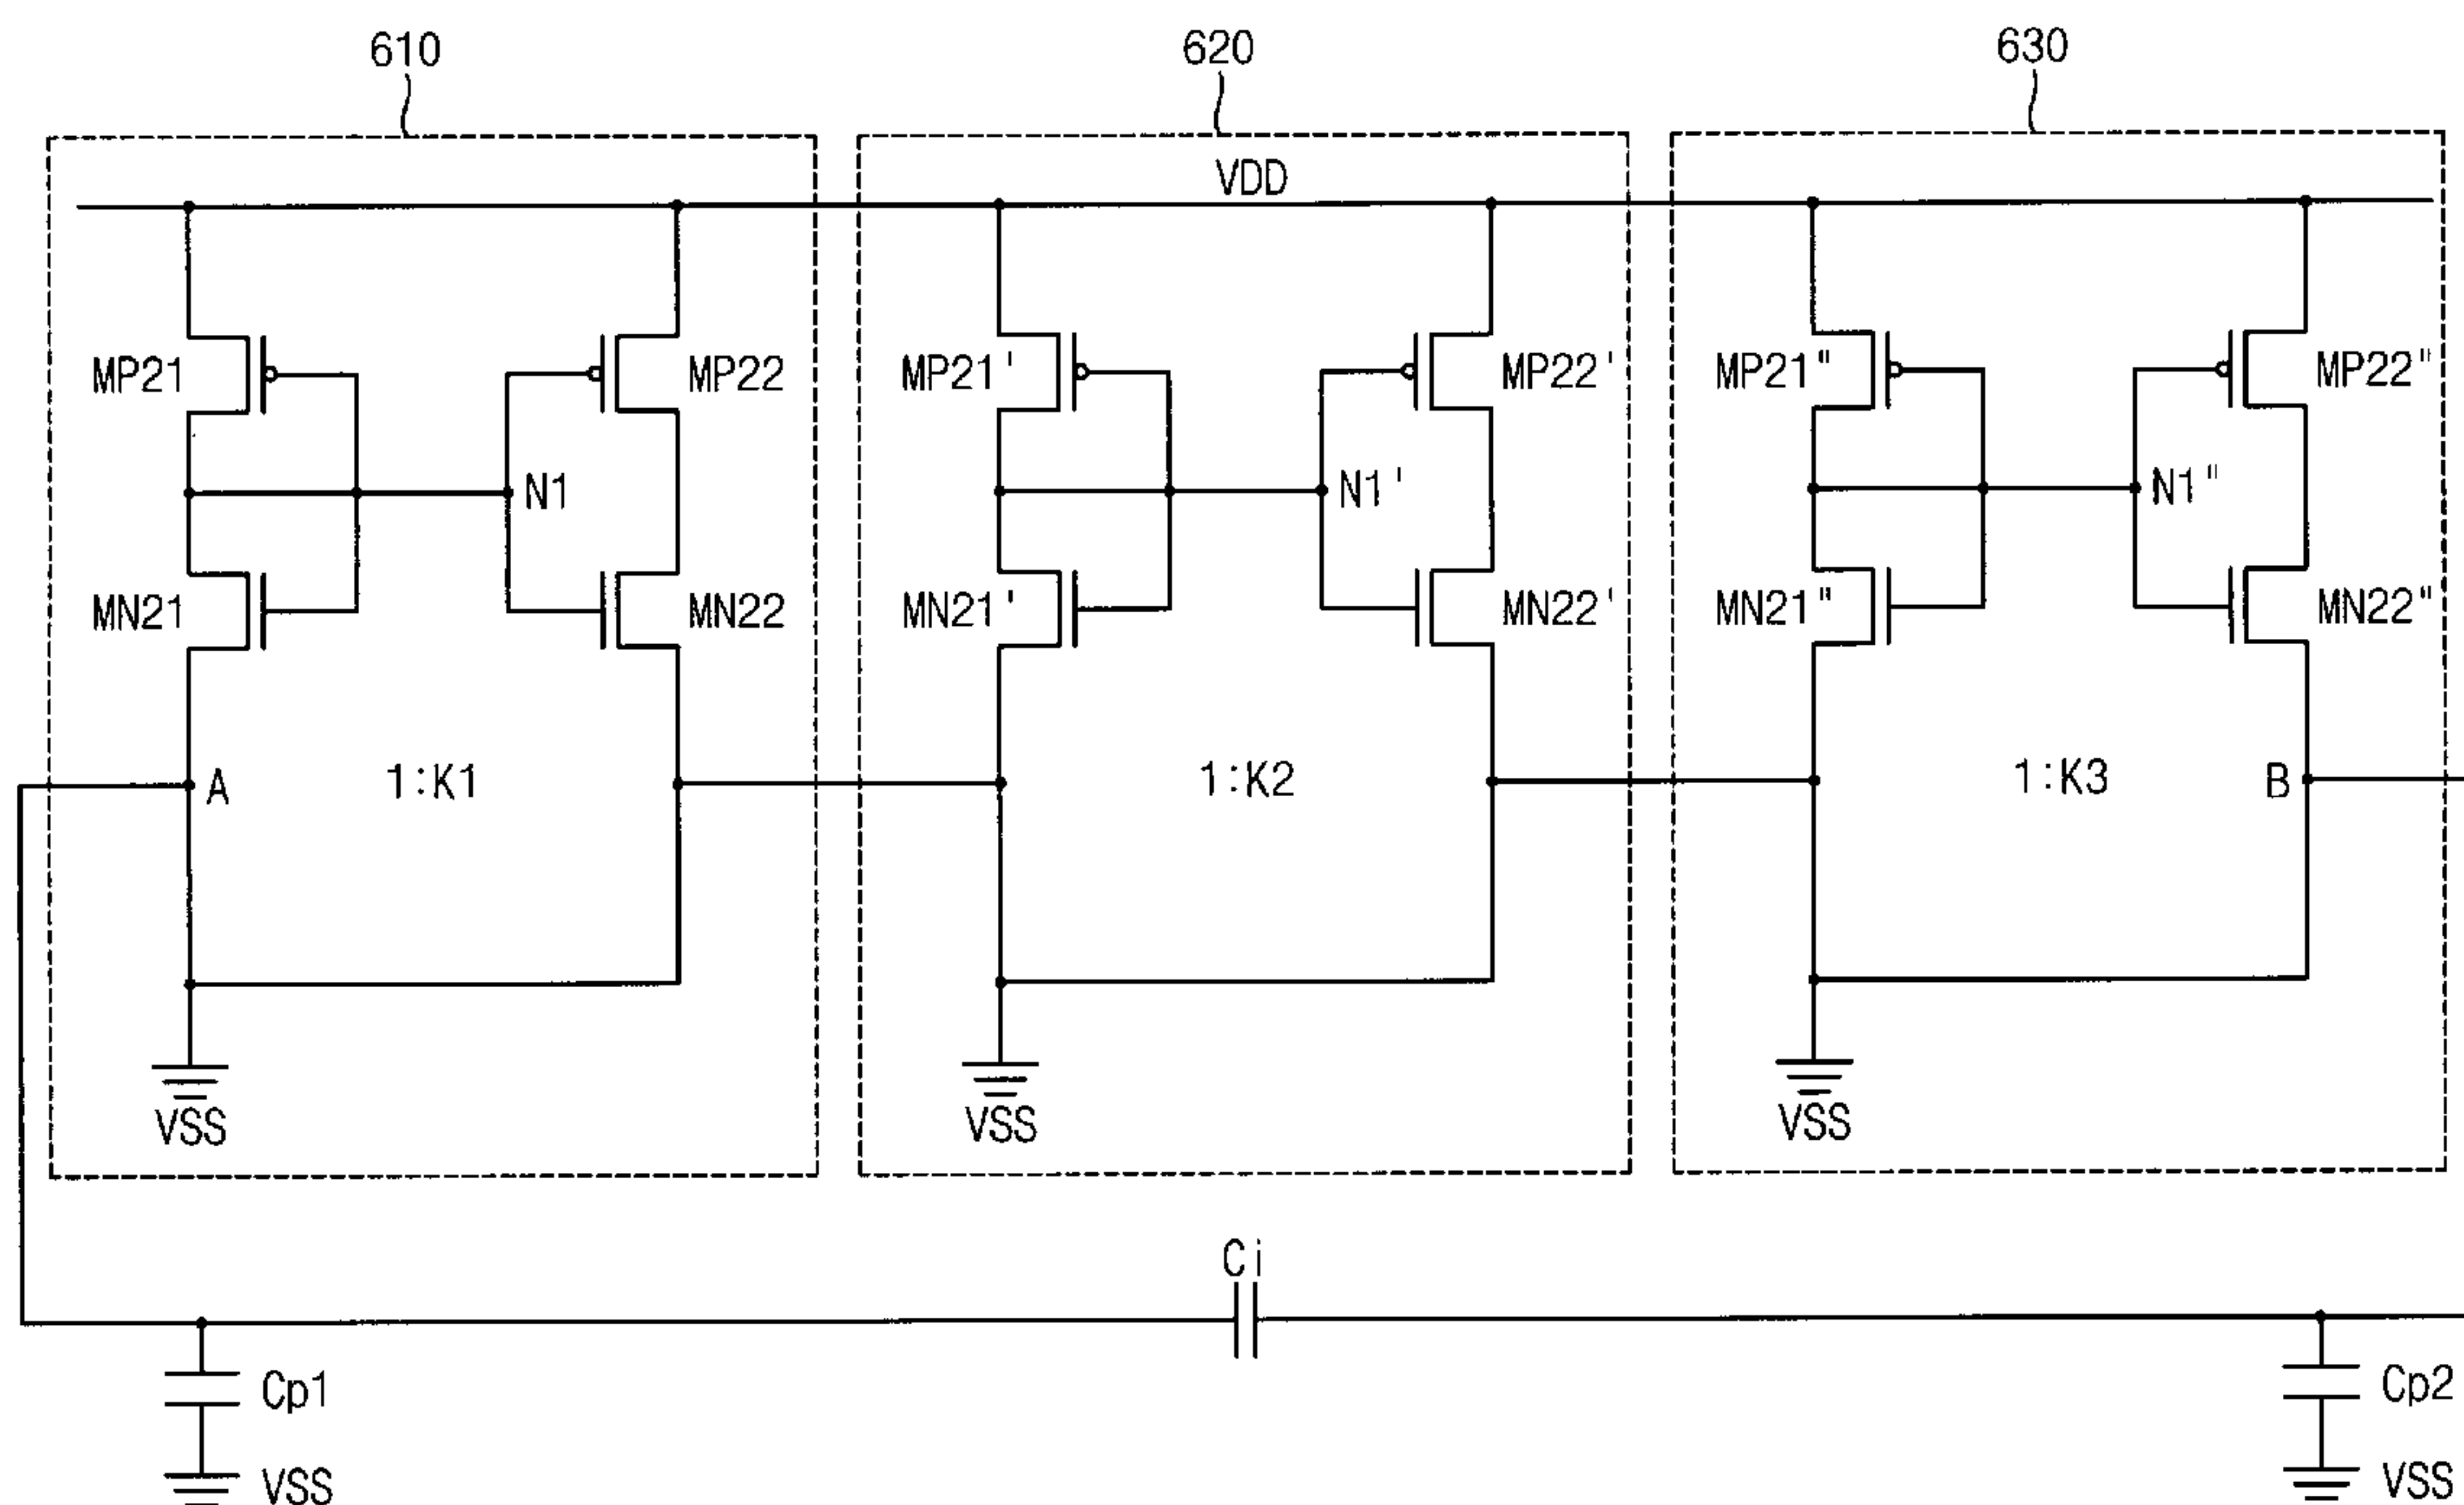 610
620
630
VDD
MP21
MP22
MP21'
MP22'
MP21"
MP22"
N1
N1'
N1"
MN21
MN22
MN21'
MN22'
MN21"
MN22"
A
1:K1
1:K2
1:K3
B
VSS
VSS
VSS
Ci
Cp1
Cp2
VSS
VSS